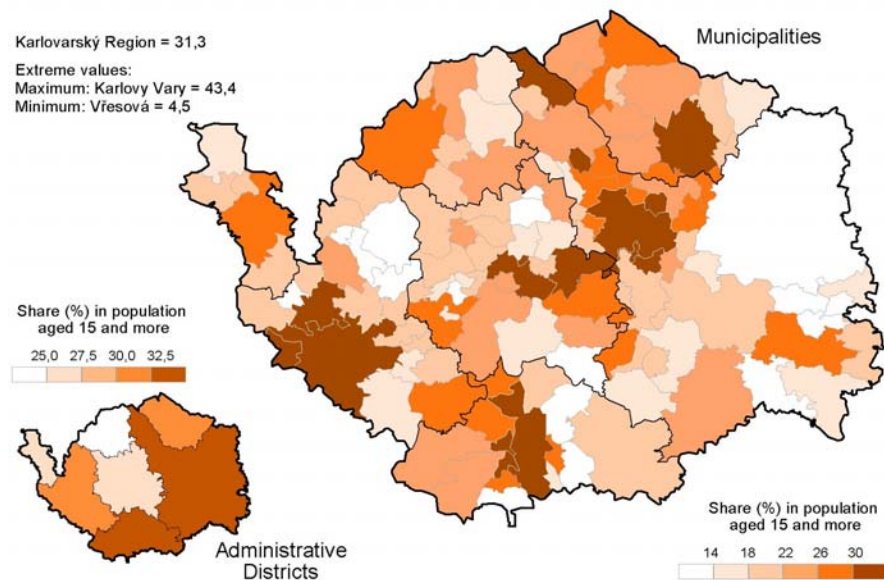 Karlovarský Region = 31,3
Extreme values:
Maximum: Karlovy Vary = 43,4
Minimum: Vřesová = 4,5
Municipalities
Share (%) in population
aged 15 and more
25,0 27,5 30,0 32,5
Administrative
Districts
Share (%) in population
aged 15 and more
14 18 22 26 30